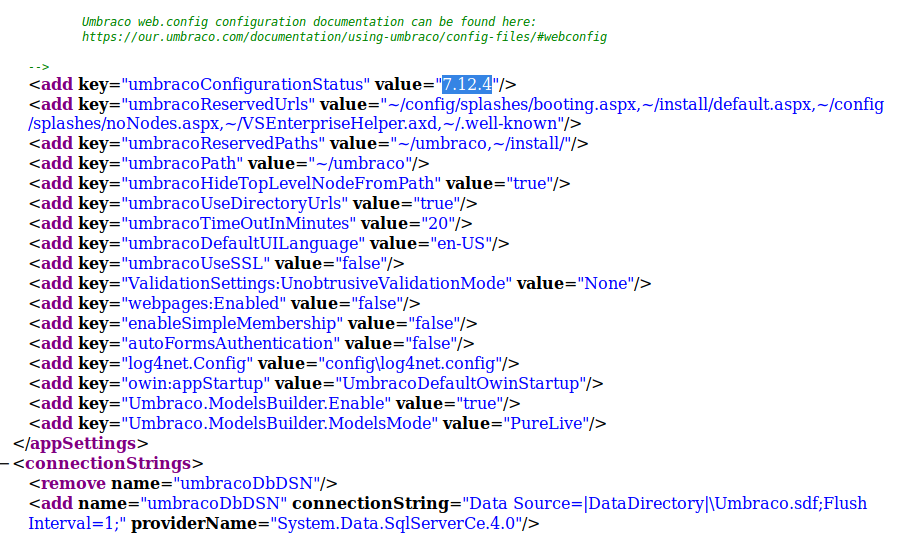 Umbraco web.config configuration documentation can be found here:
https://our.umbraco.com/documentation/using-umbraco/config-files/#webconfig
-->
<add key="umbracoConfigurationStatus" value="7.12.4"/>
<add key="umbracoReservedUrls" value="~/config/splashes/booting.aspx,~/install/default.aspx,~/config
/splashes/noNodes.aspx,~/VSEnterpriseHelper.axd,~/.well-known"/>
<add key="umbracoReservedPaths" value="~/umbraco,~/install/"/>
<add key="umbracoPath" value="~/umbraco"/>
<add key="umbracoHideTopLevelNodeFromPath" value="true"/>
<add key="umbracoUseDirectoryUrls" value="true"/>
<add key="umbracoTimeOutInMinutes" value="20"/>
<add key="umbracoDefaultUILanguage" value="en-US"/>
<add key="umbracoUseSSL" value="false"/>
<add key="ValidationSettings:UnobtrusiveValidationMode" value="None"/>
<add key="webpages:Enabled" value="false"/>
<add key="enableSimpleMembership" value="false"/>
<add key="autoFormsAuthentication" value="false"/>
<add key="log4net.Config" value="config\log4net.config"/>
<add key="owin:appStartup" value="UmbracoDefaultOwinStartup"/>
<add key="Umbraco.ModelsBuilder.Enable" value="true"/>
<add key="Umbraco.ModelsBuilder.ModelsMode" value="PureLive"/>
</appSettings>
−<connectionStrings>
<remove name="umbracoDbDSN"/>
<add name="umbracoDbDSN" connectionString="Data Source=|DataDirectory|\Umbraco.sdf;Flush
Interval=1;" providerName="System.Data.SqlServerCe.4.0"/>